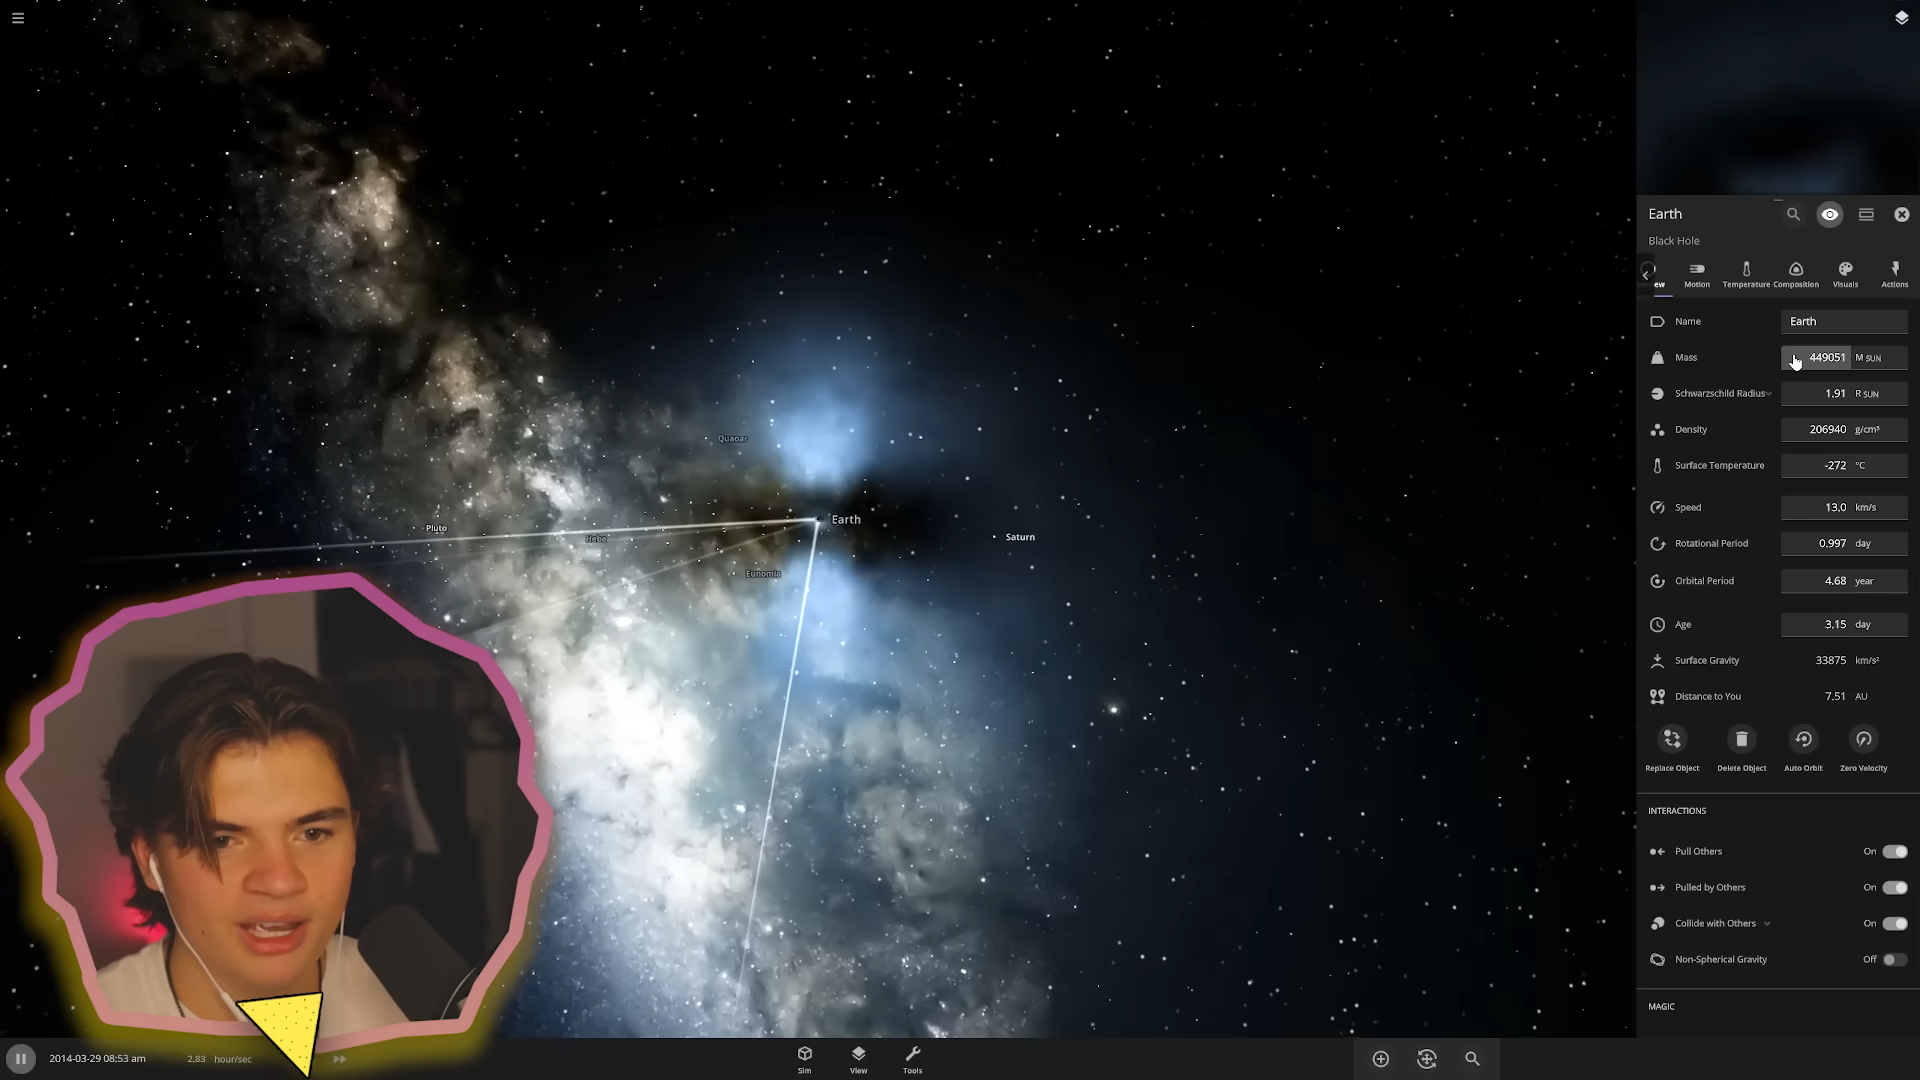 Earth
Black Hole
ew
Motion
Temperature
Composition
Visuals
Actions
Name
Earth
Mass
449051 M SUN
Schwarzschild Radius
1.91 R SUN
Density
206940 g/cm³
Surface Temperature
-272 °C
Speed
13.0 km/s
Rotational Period
0.997 day
Orbital Period
4.68 year
Age
3.15 day
Surface Gravity
33875 km/s²
Distance to You
7.51 AU
Replace Object
Delete Object
Auto Orbit
Zero Velocity
INTERACTIONS
Pull Others
On
Pulled by Others
On
Collide with Others
On
Non-Spherical Gravity
Off
MAGIC
Quaoar
Earth
Pluto
Hebe
Saturn
Eunomia
2014-03-29 08:53 am
2.83 hour/sec
Sim
View
Tools